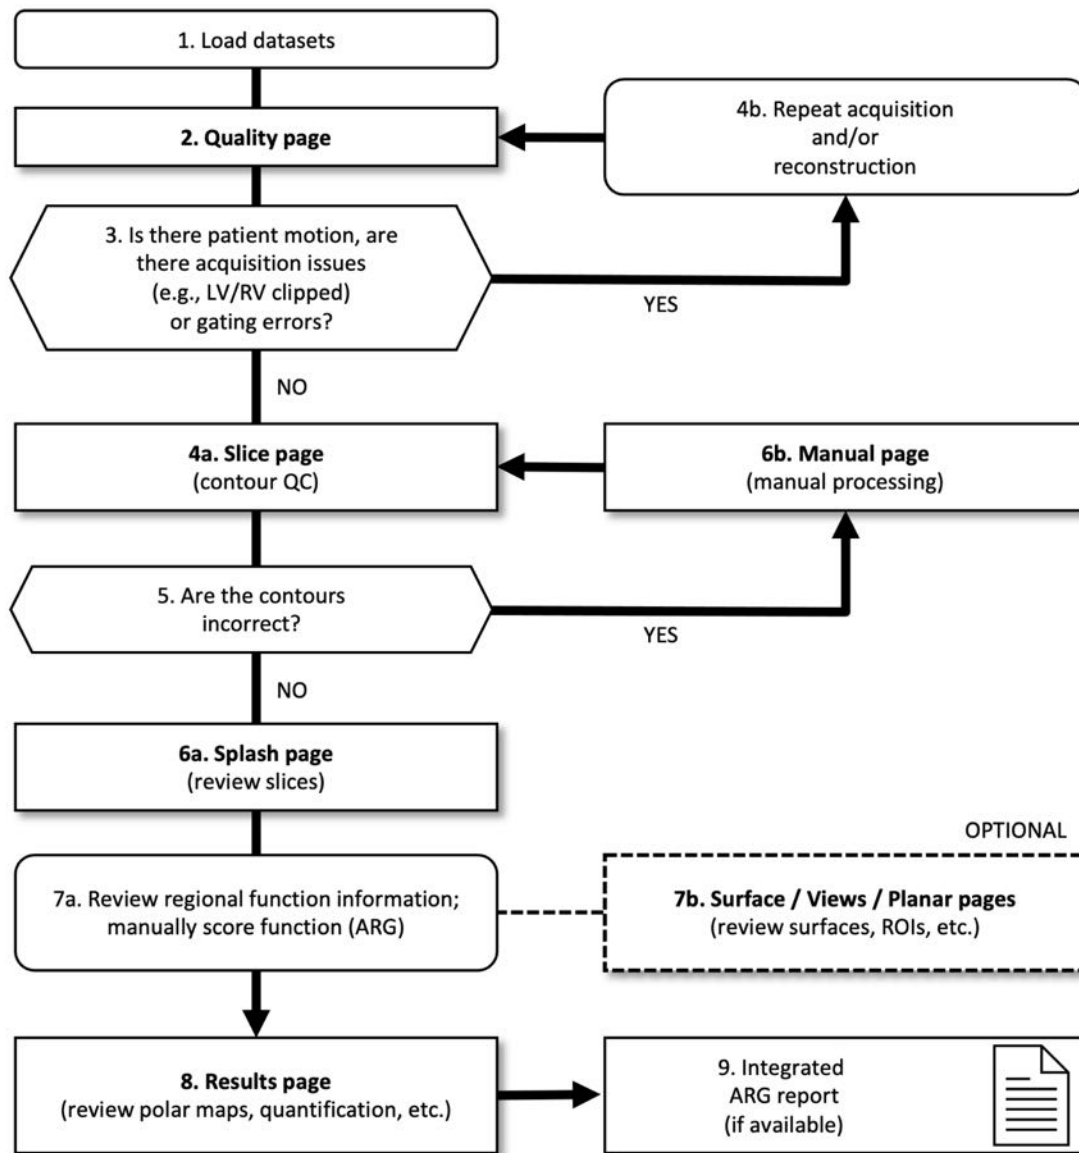 1. Load datasets
2. Quality page
4b. Repeat acquisition
and/or
reconstruction
3. Is there patient motion, are
there acquisition issues
(e.g., LV/RV clipped)
or gating errors?
YES
NO
4a. Slice page
(contour QC)
6b. Manual page
(manual processing)
5. Are the contours
incorrect?
YES
NO
6a. Splash page
(review slices)
OPTIONAL
7a. Review regional function information;
manually score function (ARG)
7b. Surface / Views / Planar pages
(review surfaces, ROIs, etc.)
8. Results page
(review polar maps, quantification, etc.)
9. Integrated
ARG report
(if available)